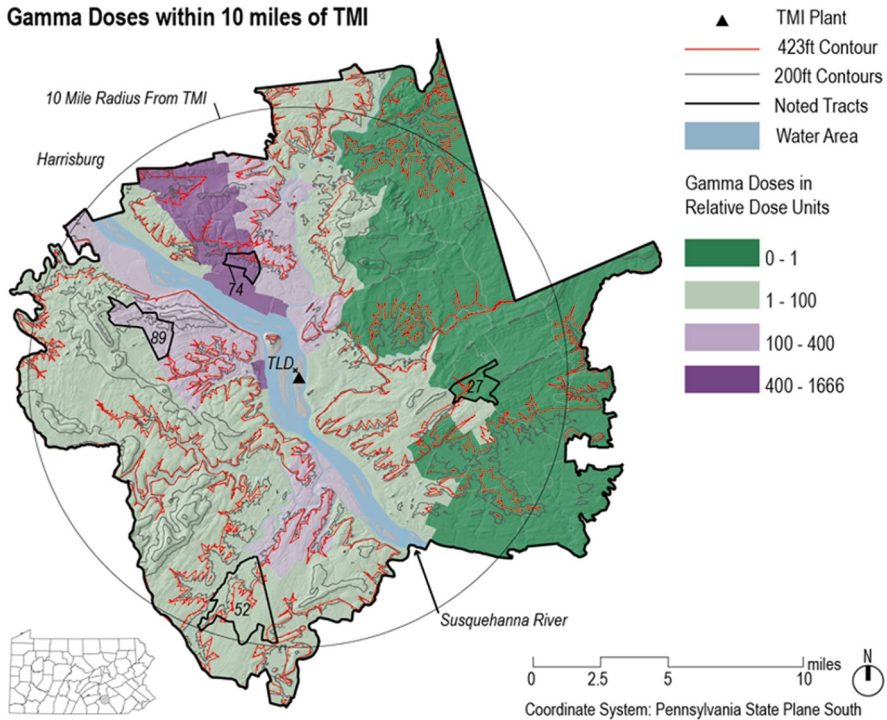 Gamma Doses within 10 miles of TMI
10 Mile Radius From TMI
Harrisburg
74
89
TLD
27
52
Susquehanna River
TMI Plant
423ft Contour
200ft Contours
Noted Tracts
Water Area
Gamma Doses in
Relative Dose Units
0 - 1
1 - 100
100 - 400
400 - 1666
N
miles
0 2.5 5 10
Coordinate System: Pennsylvania State Plane South